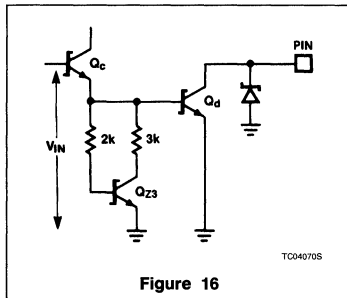 PIN
Qc
Qd
2k
3k
VIN
QZ3
TC04070S
Figure 16